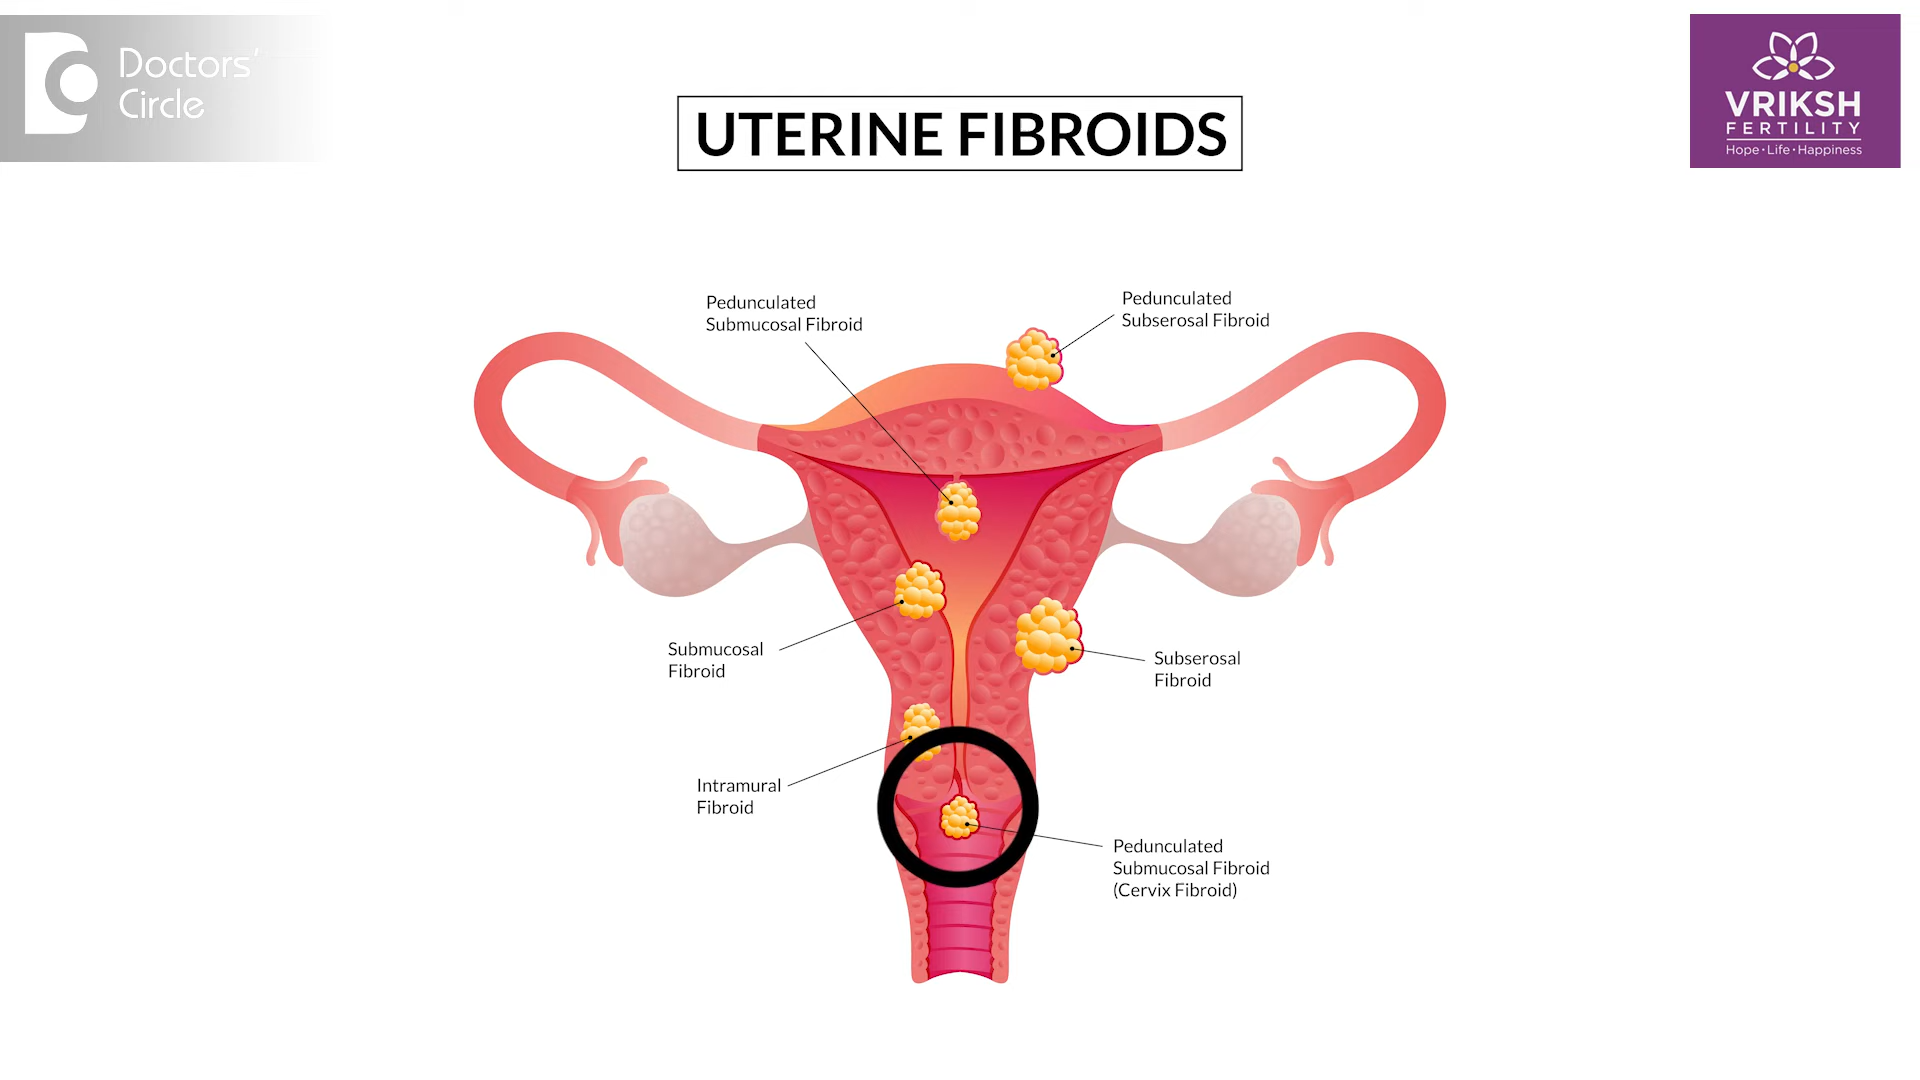 Doctors'
Circle
VRIKSH
FERTILITY
Hope · Life · Happiness
UTERINE FIBROIDS
Pedunculated
Submucosal Fibroid
Pedunculated
Subserosal Fibroid
Submucosal
Fibroid
Subserosal
Fibroid
Intramural
Fibroid
Pedunculated
Submucosal Fibroid
(Cervix Fibroid)